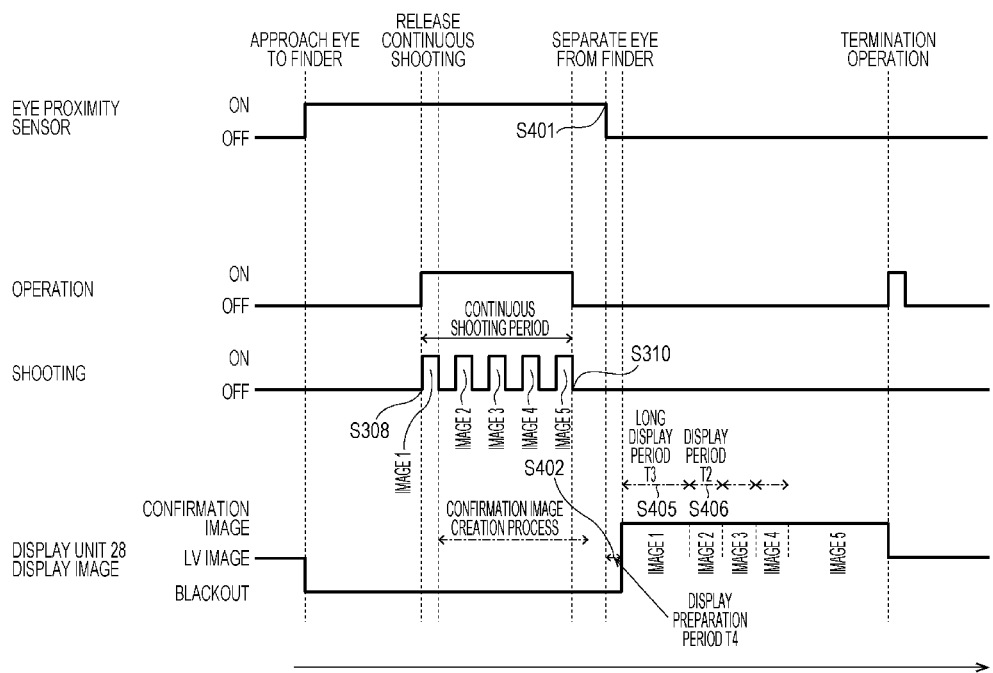 RELEASE
CONTINUOUS
SHOOTING
APPROACH EYE
TO FINDER
SEPARATE EYE
FROM FINDER
TERMINATION
OPERATION
EYE PROXIMITY
SENSOR
ON
OFF
S401
OPERATION
ON
OFF
CONTINUOUS
SHOOTING PERIOD
SHOOTING
ON
OFF
S310
S308
IMAGE 1
IMAGE 2
IMAGE 3
IMAGE 4
IMAGE 5
S402
LONG
DISPLAY
PERIOD
T3
DISPLAY
PERIOD
T2
S405
S406
CONFIRMATION IMAGE
CREATION PROCESS
DISPLAY UNIT 28
DISPLAY IMAGE
CONFIRMATION
IMAGE
LV IMAGE
BLACKOUT
IMAGE 1
IMAGE 2
IMAGE 3
IMAGE 4
IMAGE 5
DISPLAY
PREPARATION
PERIOD T4